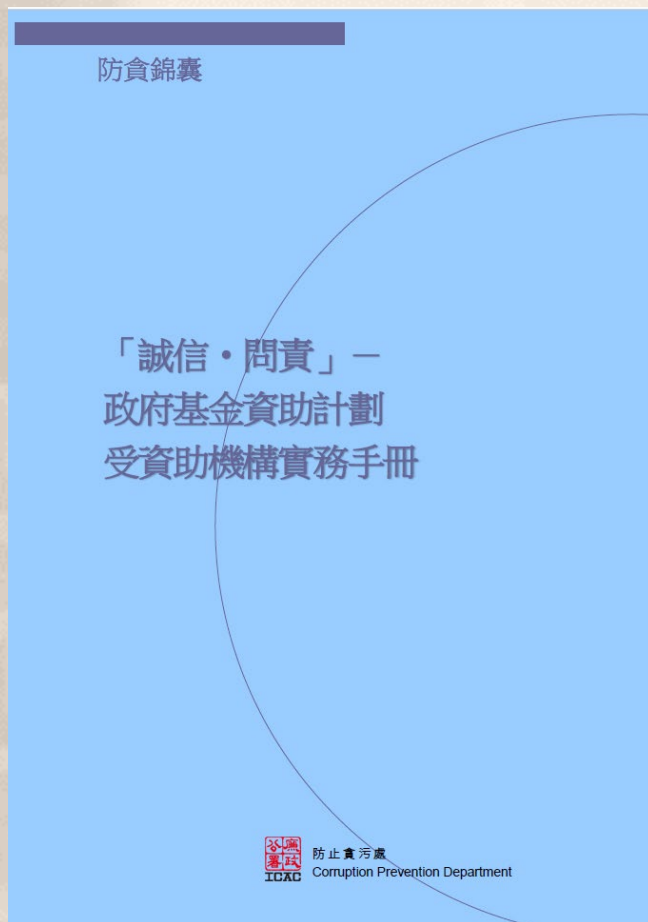 防貪錦囊
「誠信‧問責」－
政府基金資助計劃
受資助機構實務手冊
廉政公署
ICAC
防止貪污處
Corruption Prevention Department